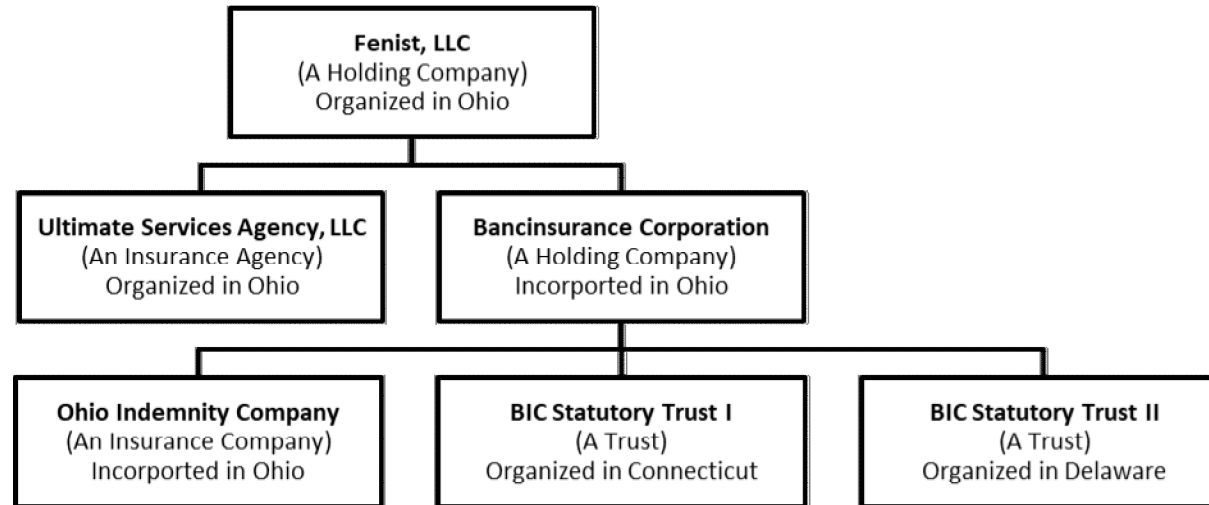 Fenist, LLC
(A Holding Company)
Organized in Ohio
Ultimate Services Agency, LLC
(An Insurance Agency)
Organized in Ohio
Bancinsurance Corporation
(A Holding Company)
Incorported in Ohio
Ohio Indemnity Company
(An Insurance Company)
Incorported in Ohio
BIC Statutory Trust I
(A Trust)
Organized in Connecticut
BIC Statutory Trust II
(A Trust)
Organized in Delaware